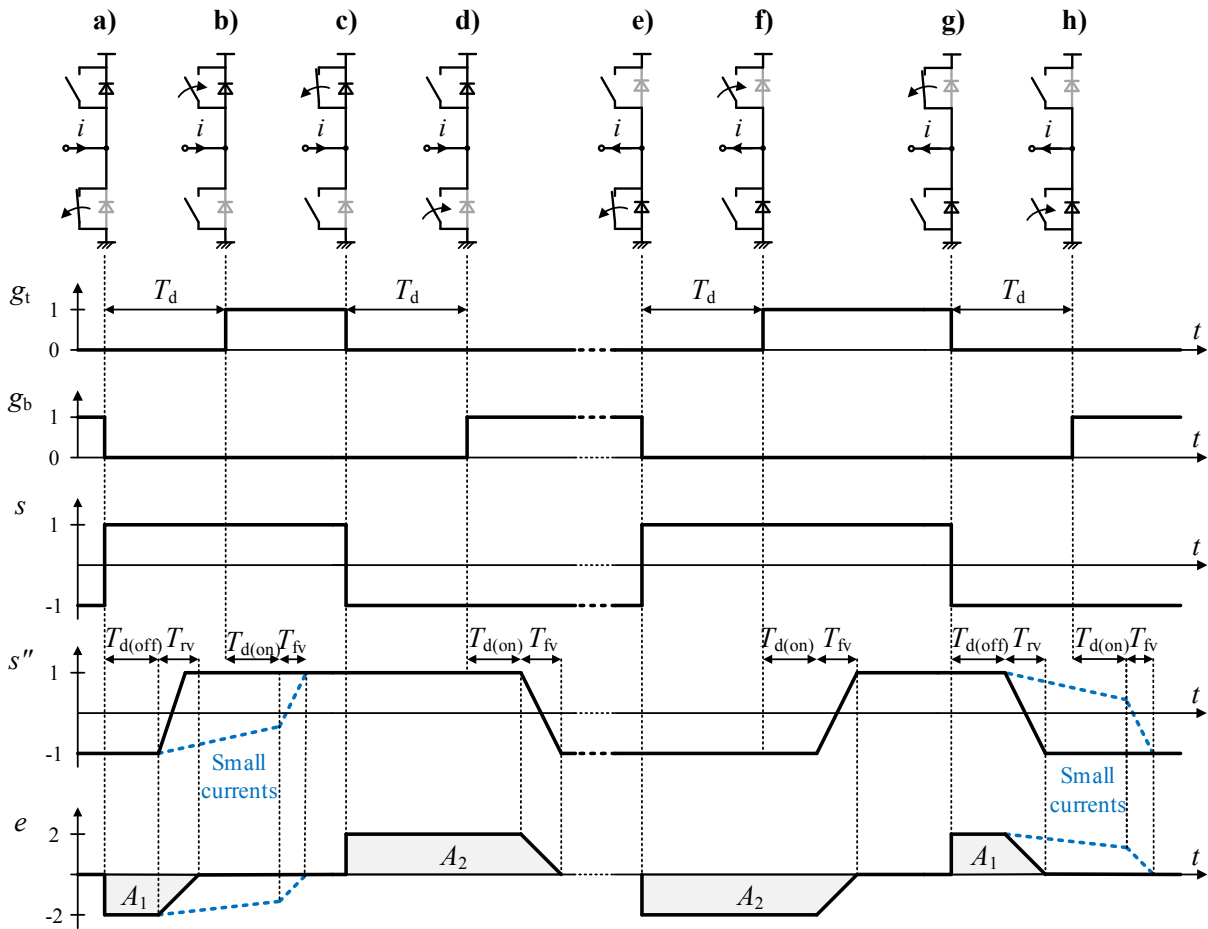 a) b) c) d) e) f) g) h)
i i i i i i i i
gt Td Td Td Td
1
0
t
gb
1
0
t
s
1
-1
t
Td(off) Trv Td(on) Tfv Td(on) Tfv Td(on) Tfv Td(off) Trv Td(on) Tfv
s″
1
-1
t
Small
currents
Small
currents
e
2
-2
A1 A2 A2 A1
t